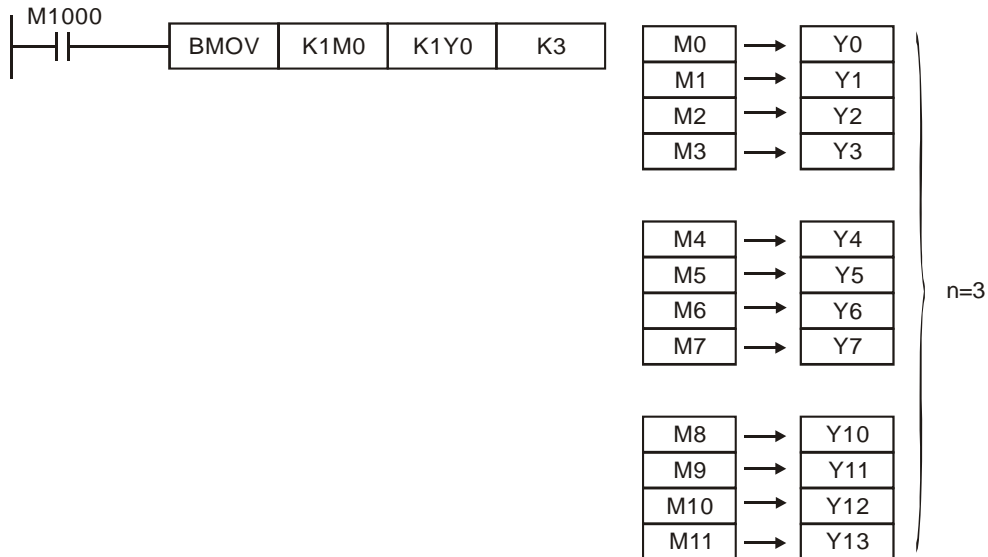 M1000
BMOV K1M0 K1Y0 K3
M0 Y0
M1 Y1
M2 Y2
M3 Y3
M4 Y4
M5 Y5
M6 Y6
M7 Y7
n=3
M8 Y10
M9 Y11
M10 Y12
M11 Y13